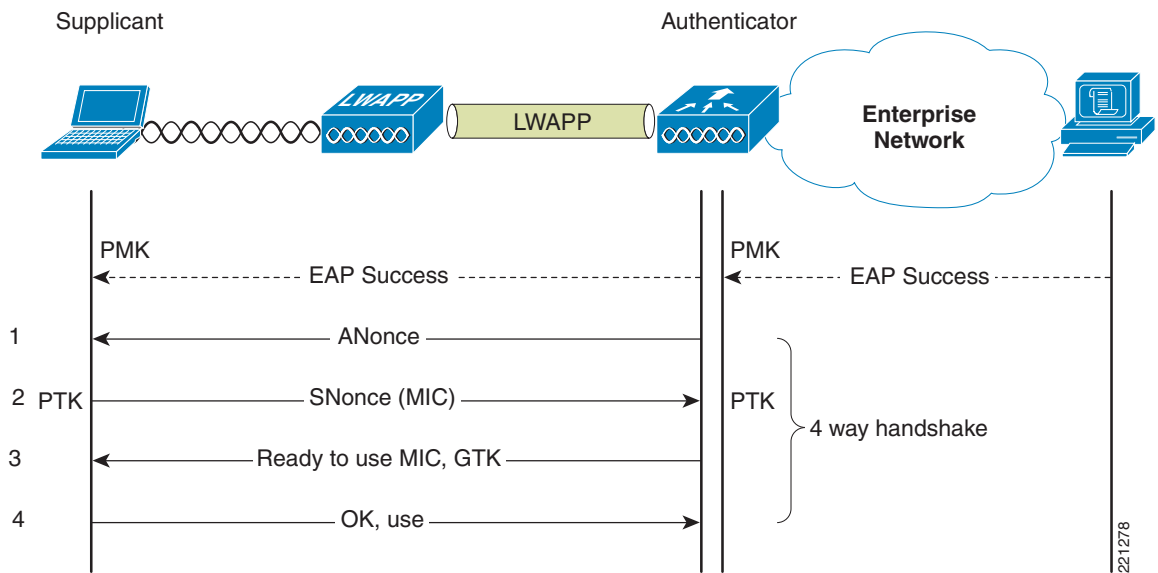 Supplicant
Authenticator
LWAPP
LWAPP
Enterprise
Network
PMK
PMK
EAP Success
EAP Success
1
ANonce
2
PTK
SNonce (MIC)
PTK
4 way handshake
3
Ready to use MIC, GTK
4
OK, use
221278